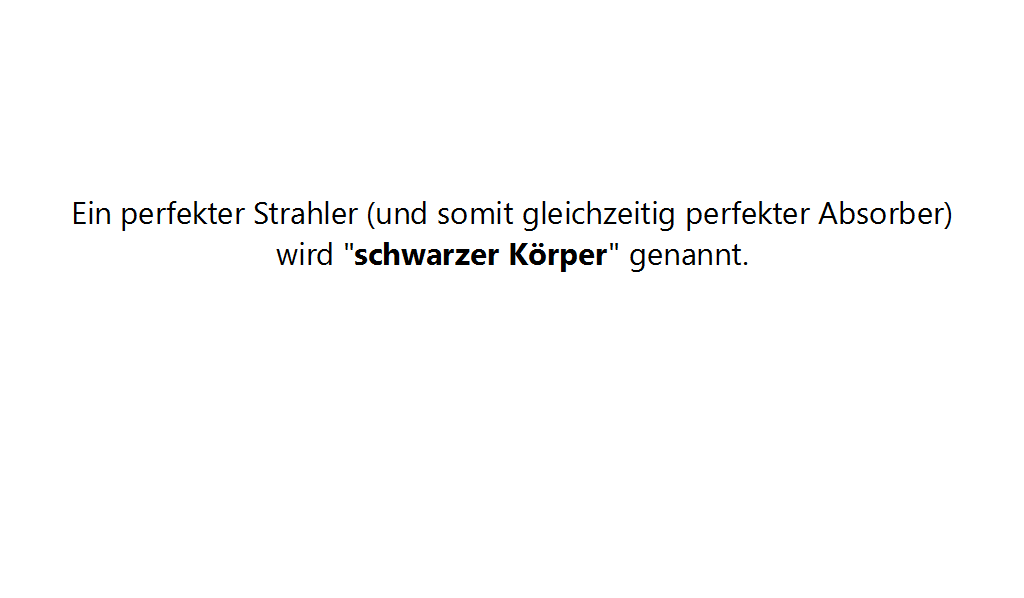 Ein perfekter Strahler (und somit gleichzeitig perfekter Absorber)
wird "schwarzer Körper" genannt.